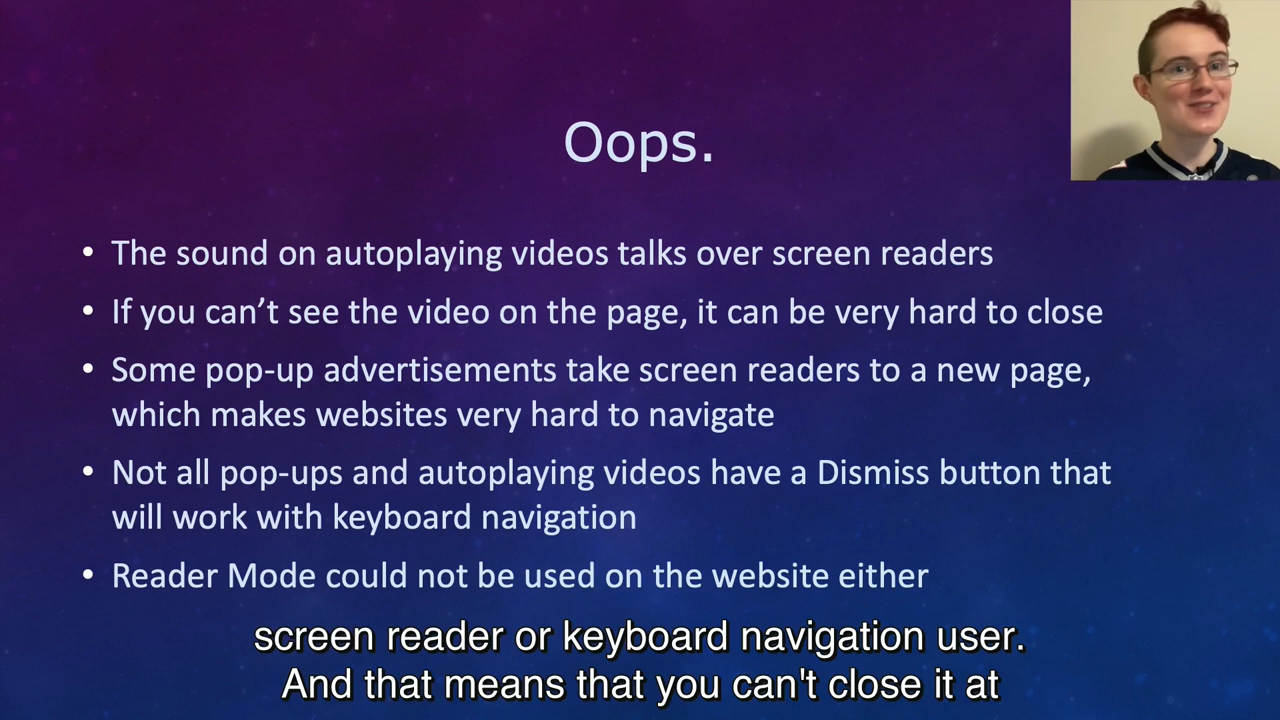 Oops.
• The sound on autoplaying videos talks over screen readers
• If you can’t see the video on the page, it can be very hard to close
• Some pop-up advertisements take screen readers to a new page,
which makes websites very hard to navigate
• Not all pop-ups and autoplaying videos have a Dismiss button that
will work with keyboard navigation
• Reader Mode could not be used on the website either
screen reader or keyboard navigation user.
And that means that you can't close it at